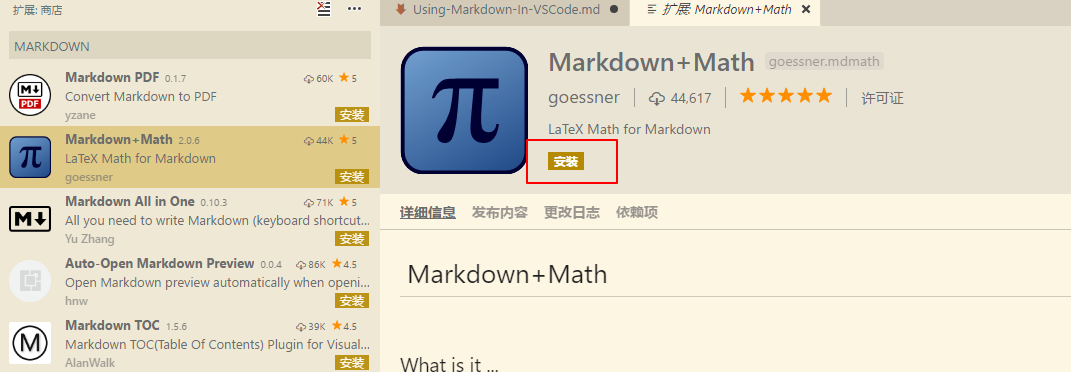 扩展: 商店
MARKDOWN
Markdown PDF 0.1.7 60K 5
Convert Markdown to PDF
yzane 安装
Markdown+Math 2.0.6 44K 5
LaTeX Math for Markdown
goessner 安装
Markdown All in One 0.10.3 71K 5
All you need to write Markdown (keyboard shortcut...
Yu Zhang 安装
Auto-Open Markdown Preview 0.0.4 86K 4.5
Open Markdown preview automatically when openi...
hnw 安装
Markdown TOC 1.5.6 39K 4.5
Markdown TOC(Table Of Contents) Plugin for Visual...
AlanWalk 安装
Using-Markdown-In-VSCode.md
扩展: Markdown+Math
Markdown+Math goessner.mdmath
goessner 44,617 许可证
LaTeX Math for Markdown
安装
详细信息 发布内容 更改日志 依赖项
Markdown+Math
What is it ...
M↓
PDF
π
π
M↓
M